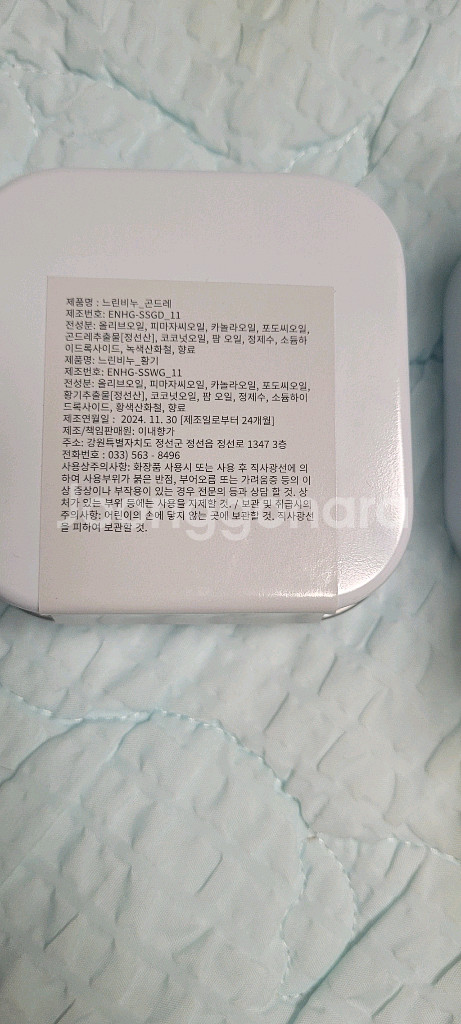 제품명 : 느린비누_곤드레
제조번호: ENHG-SSGD_11
전성분: 올리브오일, 피마자씨오일, 카놀라오일, 포도씨오일,
곤드레추출물[정선산], 코코넛오일, 팜 오일, 정제수, 소듐하
이드록사이드, 녹색산화철, 향료
제품명: 느린비누_황기
제조번호: ENHG-SSWG_11
전성분: 올리브오일, 피마자씨오일, 카놀라오일, 포도씨오일,
황기추출물[정선산], 코코넛오일, 팜 오일, 정제수, 소듐하이
드록사이드, 황색산화철, 향료
제조연월일 : 2024. 11. 30 [제조일로부터 24개월]
제조/책임판매원: 이내향가
주소: 강원특별자치도 정선군 정선읍 정선로 1347 3층
전화번호 : 033) 563 - 8496
사용상주의사항: 화장품 사용시 또는 사용 후 직사광선에 의
하여 사용부위가 붉은 반점, 부어오름 또는 가려움증 등의 이
상 증상이나 부작용이 있는 경우 전문의 등과 상담 할 것. 상
처가 있는 부위 등에는 사용을 자제할 것. / 보관 및 취급시의
주의사항: 어린이의 손에 닿지 않는 곳에 보관할 것. 직사광선
을 피하여 보관할 것.